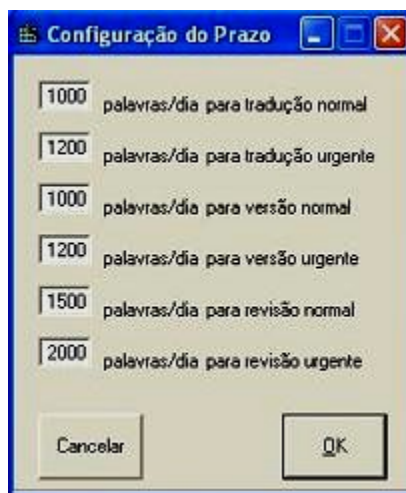 Configuração do Prazo
1000 palavras/dia para tradução normal
1200 palavras/dia para tradução urgente
1000 palavras/dia para versão normal
1200 palavras/dia para versão urgente
1500 palavras/dia para revisão normal
2000 palavras/dia para revisão urgente
Cancelar OK